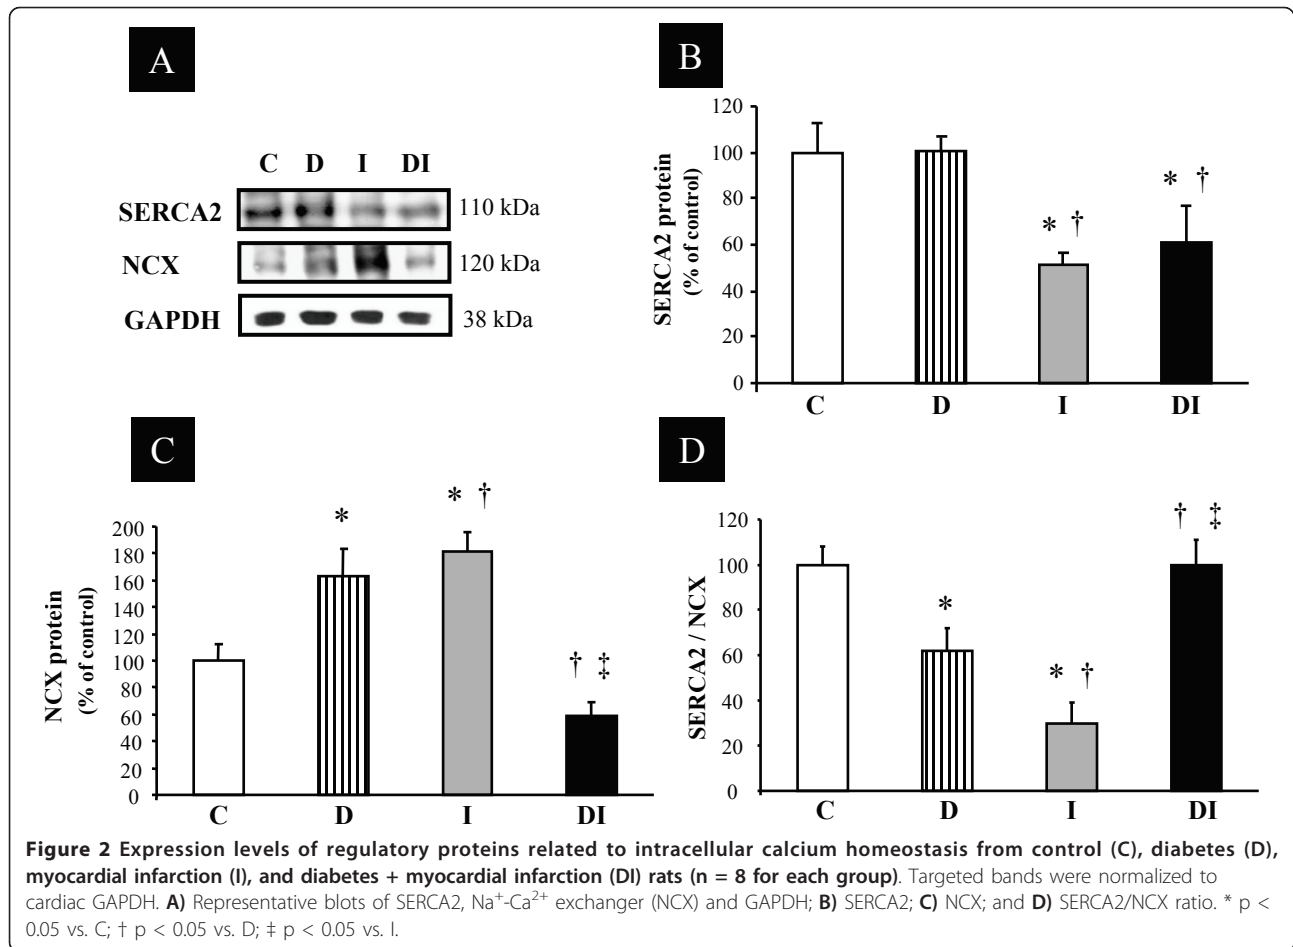 A
C D I DI
SERCA2 110 kDa
NCX 120 kDa
GAPDH 38 kDa
B
SERCA2 protein
(% of control)
120
100
80
60
40
20
0
* †
* †
C D I DI
C
NCX protein
(% of control)
200
180
160
140
120
100
80
60
40
20
0
*
* †
† ‡
C D I DI
D
SERCA2 / NCX
120
100
80
60
40
20
0
*
* †
† ‡
C D I DI
Figure 2 Expression levels of regulatory proteins related to intracellular calcium homeostasis from control (C), diabetes (D),
myocardial infarction (I), and diabetes + myocardial infarction (DI) rats (n = 8 for each group). Targeted bands were normalized to
cardiac GAPDH. A) Representative blots of SERCA2, Na⁺-Ca²⁺ exchanger (NCX) and GAPDH; B) SERCA2; C) NCX; and D) SERCA2/NCX ratio. * p <
0.05 vs. C; † p < 0.05 vs. D; ‡ p < 0.05 vs. I.